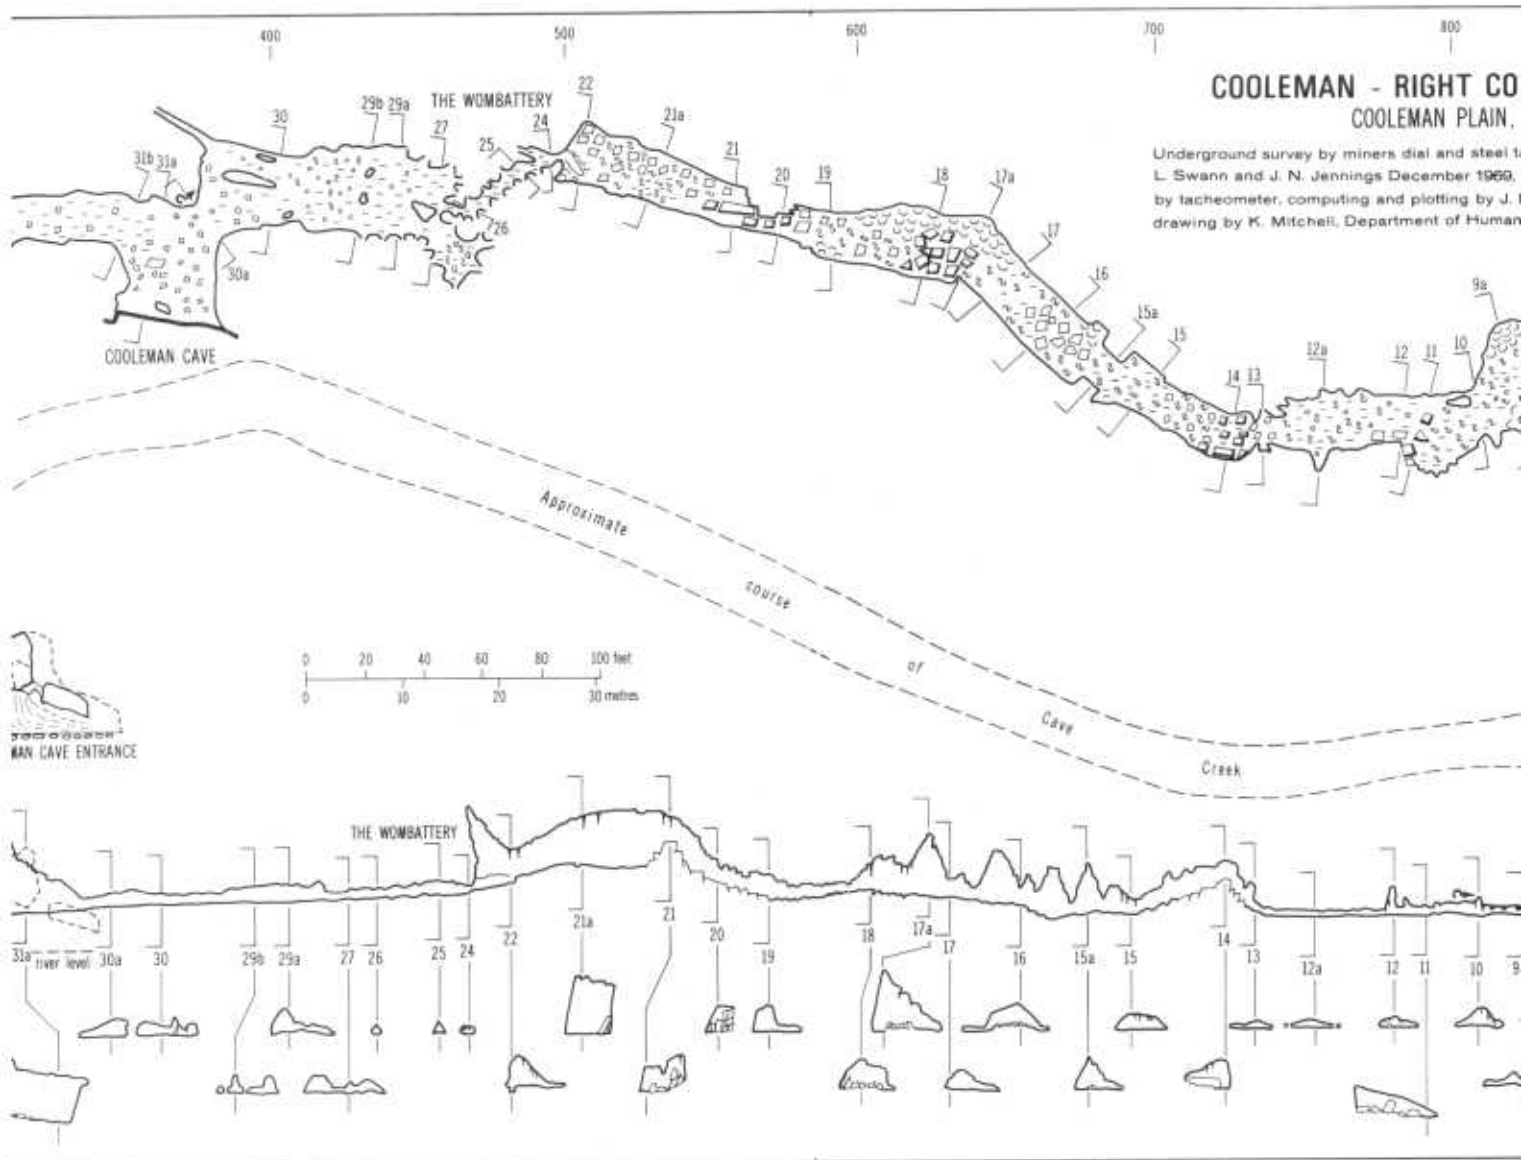 400 500 600 700 800
COOLEMAN - RIGHT CO
COOLEMAN PLAIN,
Underground survey by miners dial and steel ta
L. Swann and J. N. Jennings December 1969,
by tacheometer, computing and plotting by J.
drawing by K. Mitchell, Department of Human
THE WOMBATTERY
31b 31a 30 29b 29a 27 25 24 22 21a 21 20 19 18 17a 17 16 15a 15 14 13 12a 12 11 10 9a
30a 26
COOLEMAN CAVE
Approximate
course
of
Cave
Creek
0 20 40 60 80 100 feet
0 10 20 30 metres
MAN CAVE ENTRANCE
THE WOMBATTERY
31a 30a 30 29b 29a 27 26 25 24 22 21a 21 20 19 18 17a 17 16 15a 15 14 13 12a 12 11 10
river level